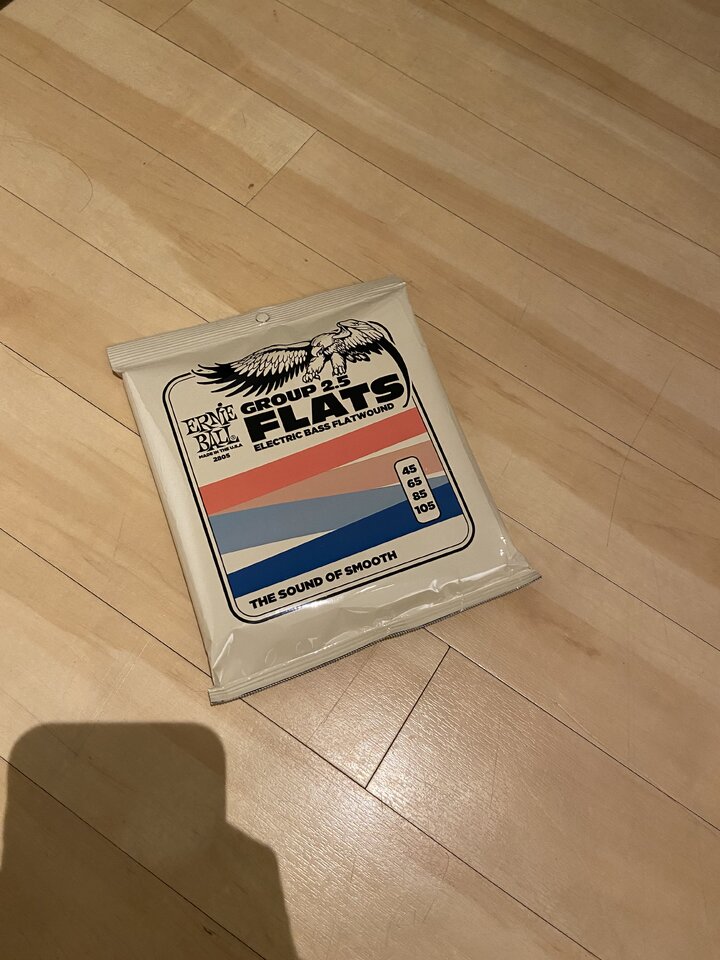 ERNIE
BALL®
MADE IN THE U.S.A
2805
GROUP 2.5
FLATS
ELECTRIC BASS FLATWOUND
45
65
85
105
THE SOUND OF SMOOTH